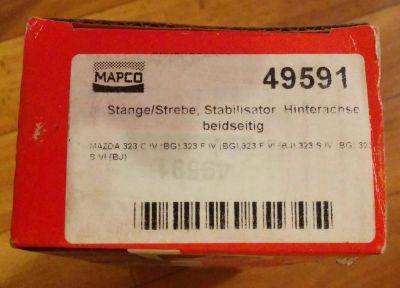 MAPCO
49591
Stange/Strebe, Stabilisator Hinterachse
beidseitig
MAZDA 323 C IV (BG),323 F IV (BG),323 F VI (BJ),323 S IV (BG),323
S VI (BJ)
49591